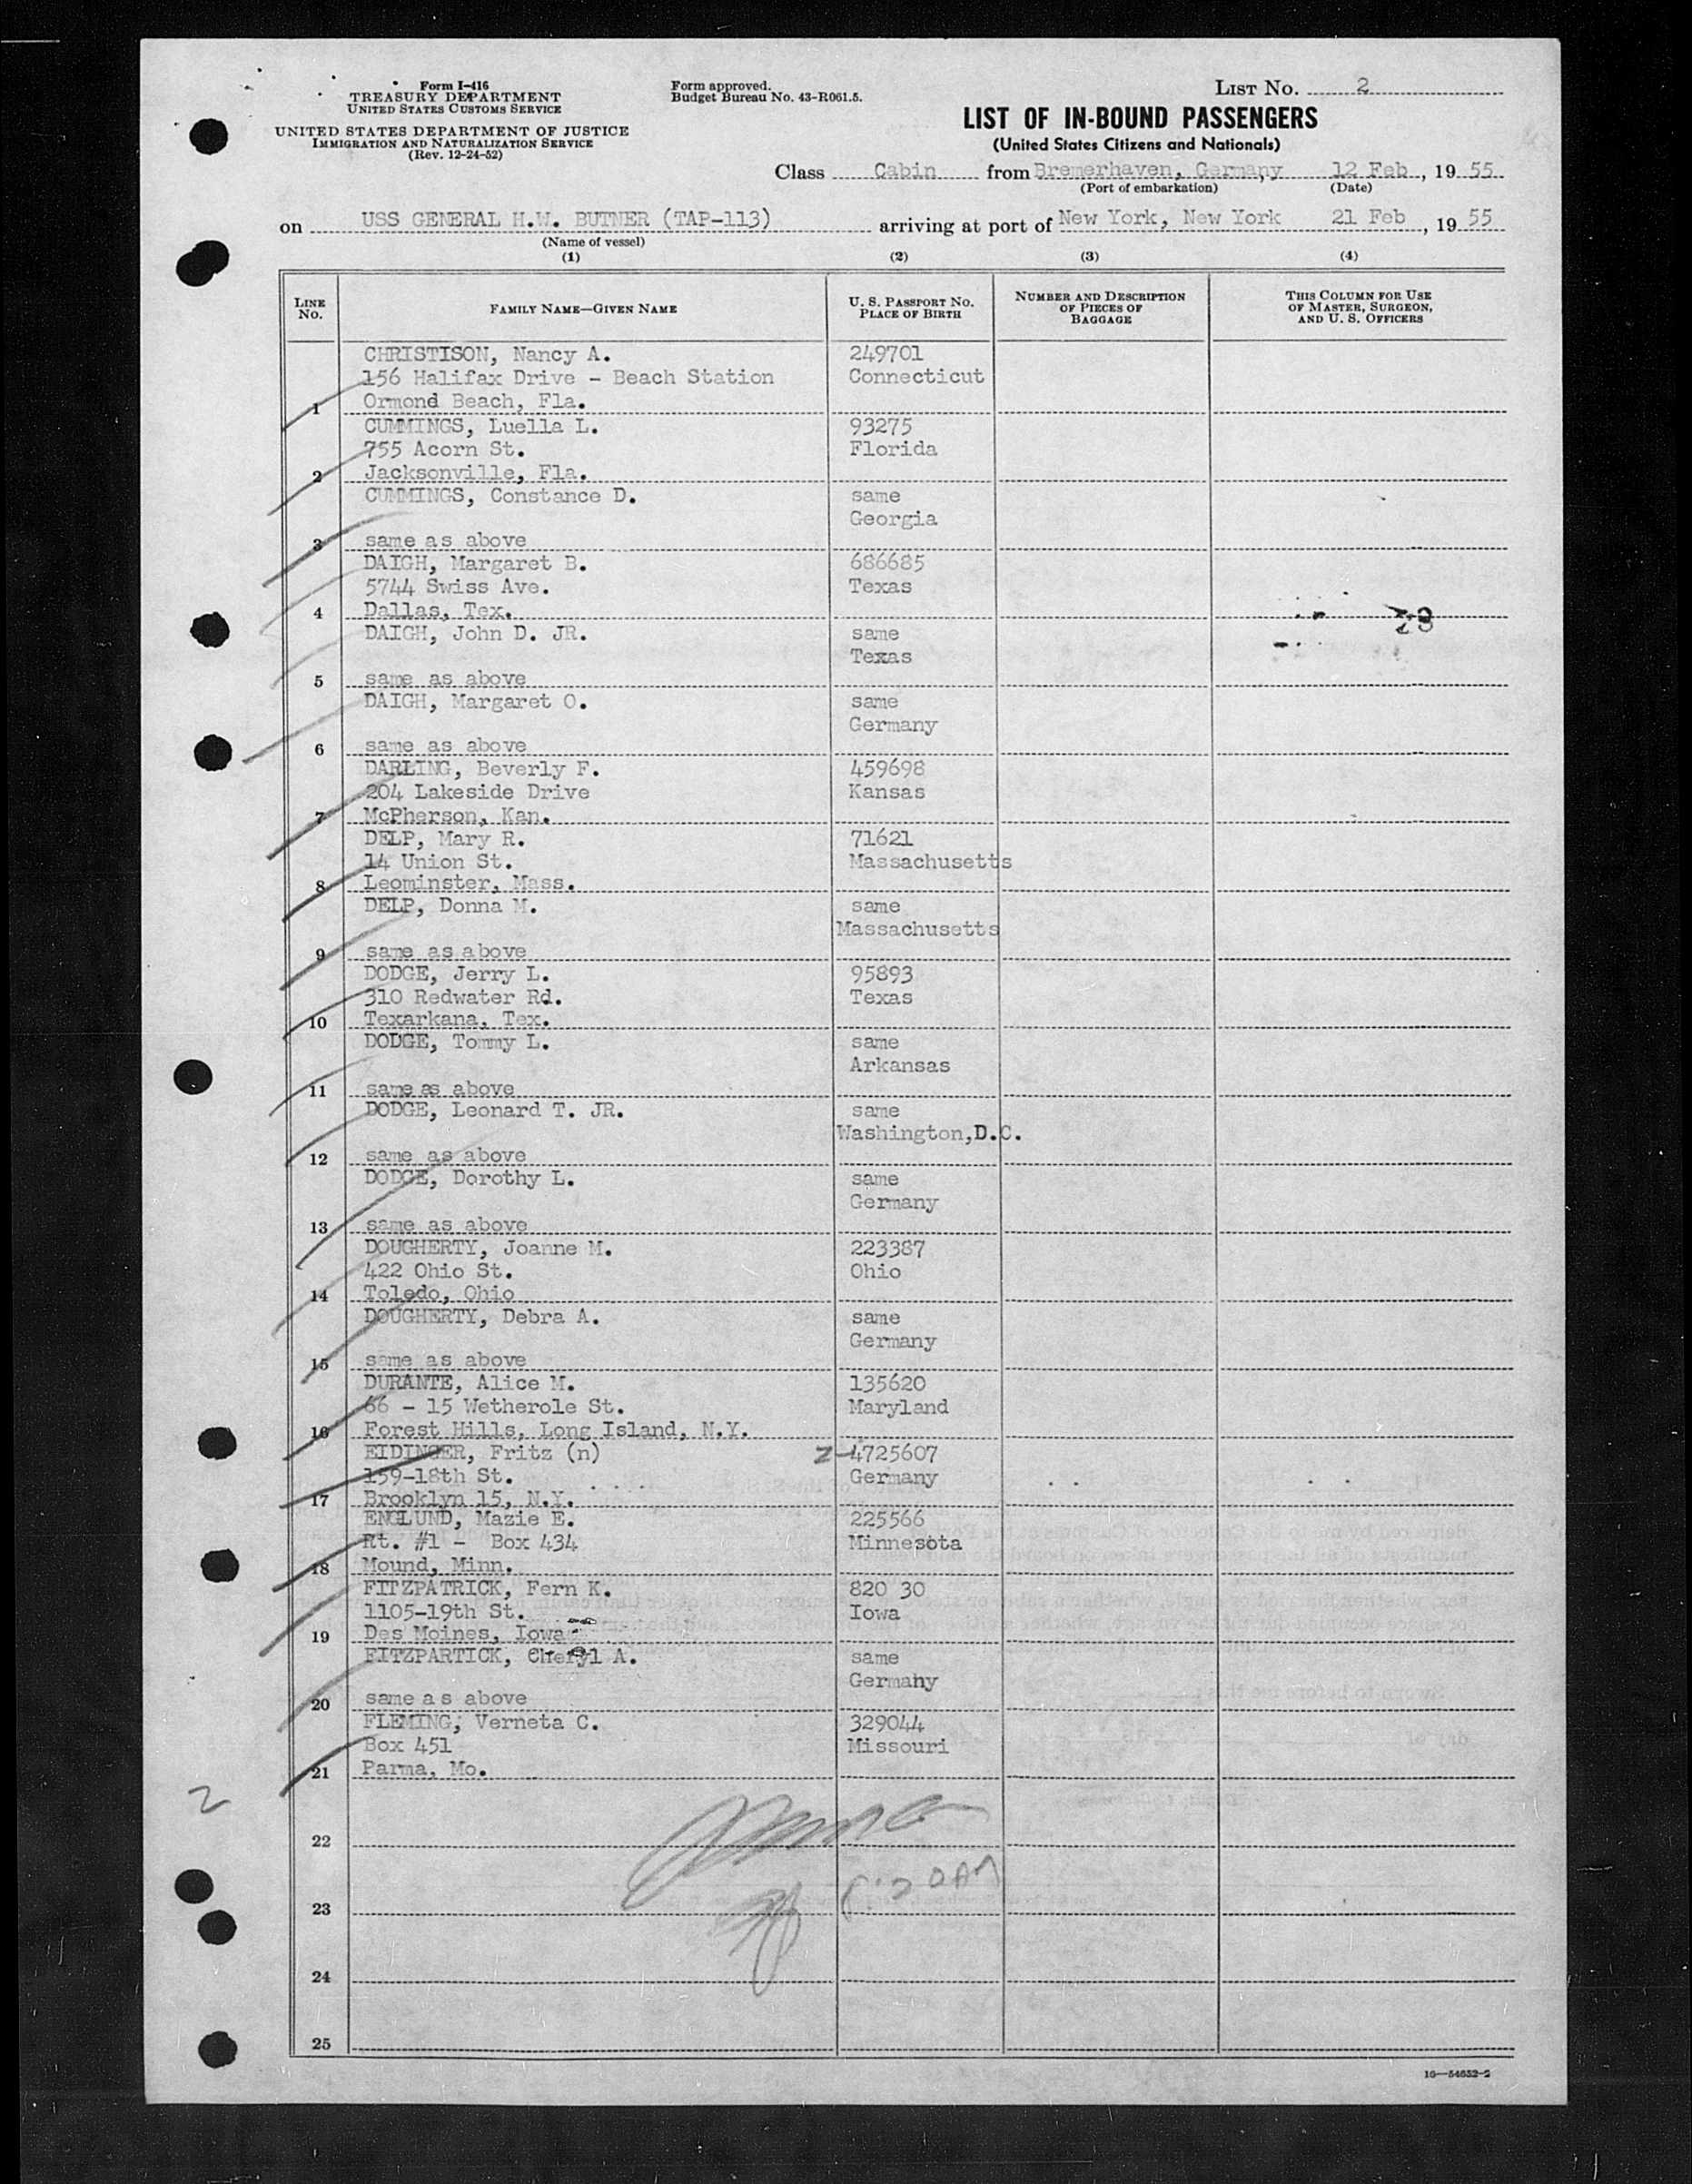 Form I-416
TREASURY DEPARTMENT
UNITED STATES CUSTOMS SERVICE
UNITED STATES DEPARTMENT OF JUSTICE
IMMIGRATION AND NATURALIZATION SERVICE
(Rev. 12-24-52)
Form approved.
Budget Bureau No. 43-R061.5.
LIST NO. 2
LIST OF IN-BOUND PASSENGERS
(United States Citizens and Nationals)
Class Cabin from Bremerhaven, Germany, 12 Feb, 19 55
(Port of embarkation) (Date)
on USS GENERAL H.W. BUTNER (TAP-113) arriving at port of New York, New York 21 Feb, 19 55
(Name of vessel)
(1) (2) (3) (4)
LINE NO. FAMILY NAME—GIVEN NAME U. S. PASSPORT NO. PLACE OF BIRTH NUMBER AND DESCRIPTION OF PIECES OF BAGGAGE THIS COLUMN FOR USE OF MASTER, SURGEON, AND U. S. OFFICERS
CHRISTISON, Nancy A. 249701
156 Halifax Drive - Beach Station Connecticut
1 Ormond Beach, Fla.
CUMMINGS, Luella L. 93275
755 Acorn St. Florida
2 Jacksonville, Fla.
CUMMINGS, Constance D. same
Georgia
3 same as above
DAIGH, Margaret B. 686685
5744 Swiss Ave. Texas
4 Dallas, Tex.
DAIGH, John D. JR. same
Texas
5 same as above
DAIGH, Margaret O. same
Germany
6 same as above
DARLING, Beverly F. 459698
204 Lakeside Drive Kansas
7 McPherson, Kan.
DELP, Mary R. 71621
14 Union St. Massachusetts
8 Leominster, Mass.
DELP, Donna M. same
Massachusetts
9 same as above
DODGE, Jerry L. 95893
310 Redwater Rd. Texas
10 Texarkana, Tex.
DODGE, Tommy L. same
Arkansas
11 same as above
DODGE, Leonard T. JR. same
Washington,D.C.
12 same as above
DODGE, Dorothy L. same
Germany
13 same as above
DOUGHERTY, Joanne M. 223387
422 Ohio St. Ohio
14 Toledo, Ohio
DOUGHERTY, Debra A. same
Germany
15 same as above
DURANTE, Alice M. 135620
66 - 15 Wetherole St. Maryland
16 Forest Hills, Long Island, N.Y.
EIDINGER, Fritz (n) Z-4725607
159-18th St. Germany
17 Brooklyn 15, N.Y.
ENGLUND, Mazie E. 225566
Rt. #1 - Box 434 Minnesota
18 Mound, Minn.
FITZPATRICK, Fern K. 820 30
1105-19th St. Iowa
19 Des Moines, Iowa
FITZPARTICK, Cheryl A. same
Germany
20 same as above
FLEMING, Verneta C. 329044
Box 451 Missouri
21 Parma, Mo.
2
22
23
24
25
16—54652-2